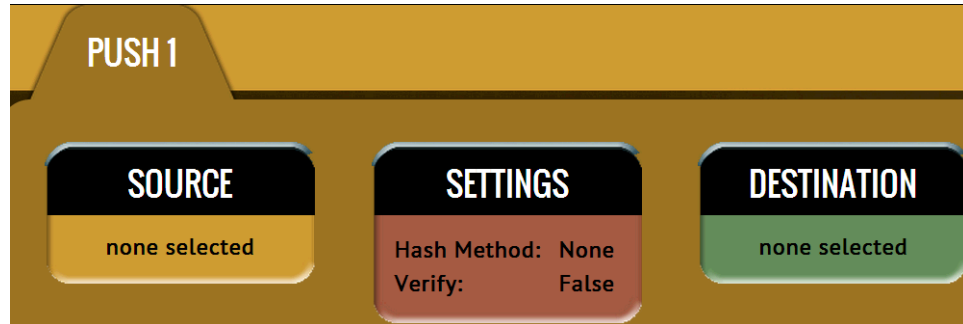 PUSH 1
SOURCE
none selected
SETTINGS
Hash Method: None
Verify: False
DESTINATION
none selected